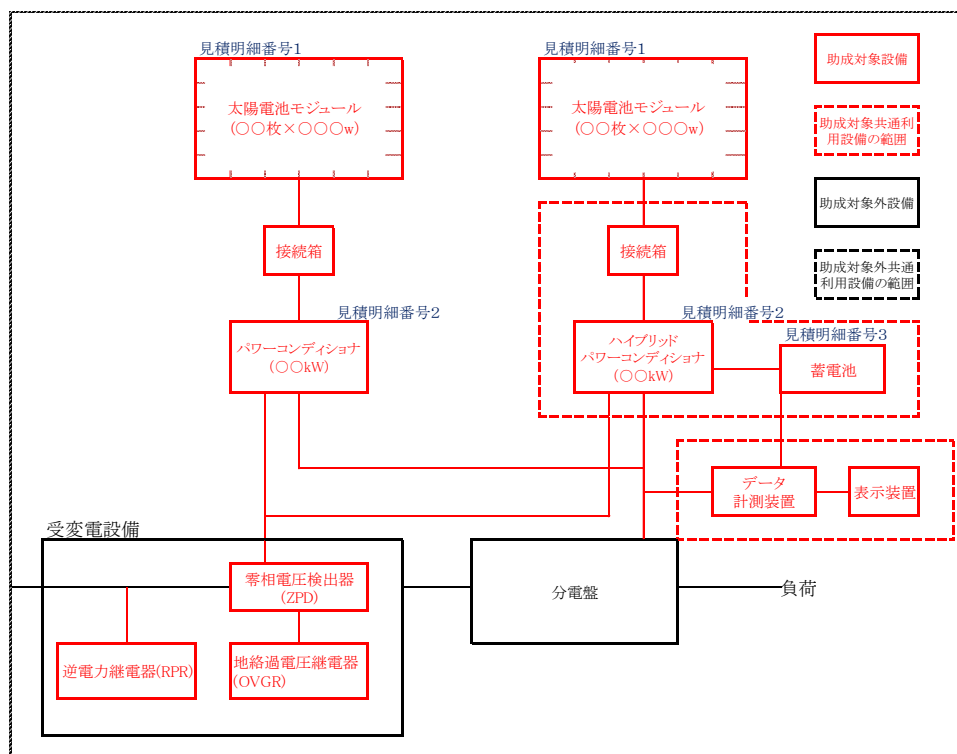 見積明細番号1
見積明細番号1
太陽電池モジュール
(〇〇枚×〇〇〇w)
太陽電池モジュール
(〇〇枚×〇〇〇w)
助成対象設備
助成対象共通利
用設備の範囲
助成対象外設備
助成対象外共通
利用設備の範囲
接続箱
接続箱
見積明細番号2
見積明細番号2
見積明細番号3
パワーコンディショナ
(〇〇kW)
ハイブリッド
パワーコンディショナ
(〇〇kW)
蓄電池
データ
計測装置
表示装置
受変電設備
零相電圧検出器
(ZPD)
分電盤
負荷
逆電力継電器(RPR)
地絡過電圧継電器
(OVGR)